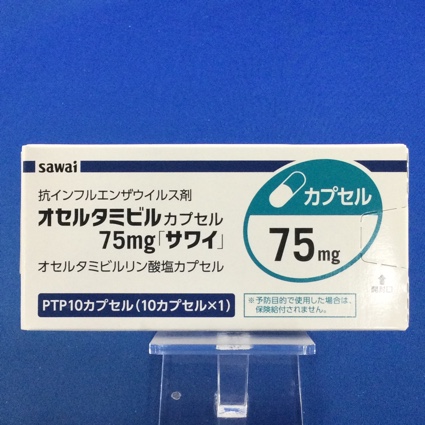 sawai
抗インフルエンザウイルス剤
オセルタミビルカプセル
75mg「サワイ」
オセルタミビルリン酸塩カプセル
PTP10カプセル(10カプセル×1)
カプセル
75mg
※予防目的で使用した場合は、
保険給付されません。